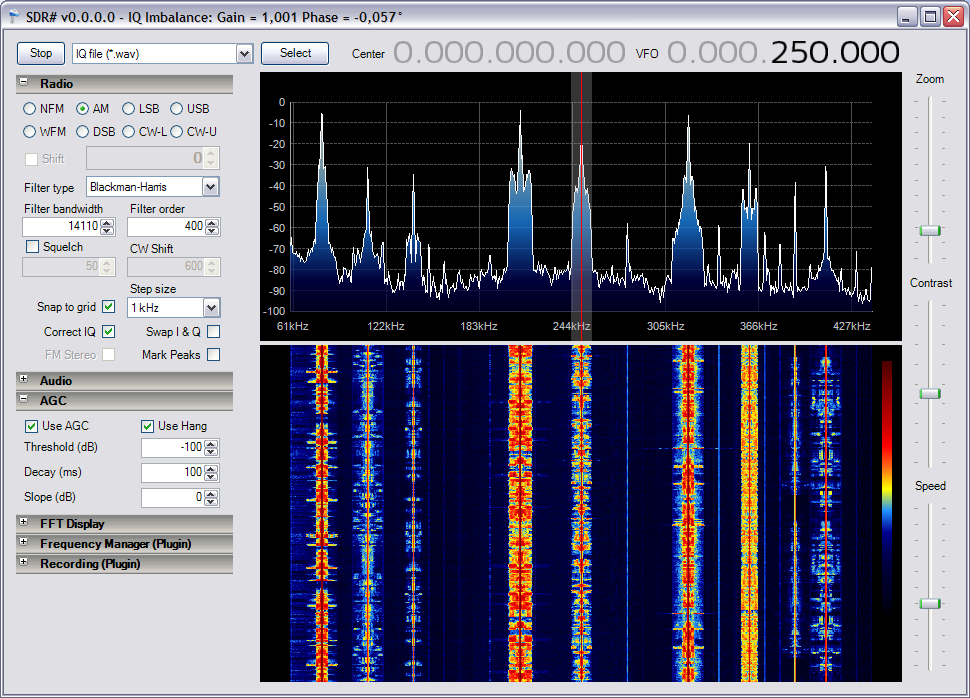 SDR# v0.0.0.0 - IQ Imbalance: Gain = 1,001 Phase = -0,057°
Stop IQ file (*.wav) Select Center 0.000.000.000 VFO 0.000.250.000
Radio
NFM AM LSB USB
WFM DSB CW-L CW-U
Shift 0
Filter type Blackman-Harris
Filter bandwidth Filter order
14110 400
Squelch CW Shift
50 600
Step size
Snap to grid 1 kHz
Correct IQ Swap I & Q
FM Stereo Mark Peaks
Audio
AGC
Use AGC Use Hang
Threshold (dB) -100
Decay (ms) 100
Slope (dB) 0
FFT Display
Frequency Manager (Plugin)
Recording (Plugin)
0
-10
-20
-30
-40
-50
-60
-70
-80
-90
-100
61kHz 122kHz 183kHz 244kHz 305kHz 366kHz 427kHz
Zoom
Contrast
Speed